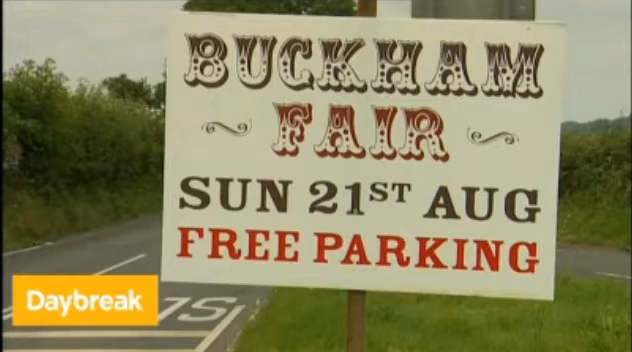 BUCKHAM
FAIR
SUN 21ST AUG
FREE PARKING
Daybreak